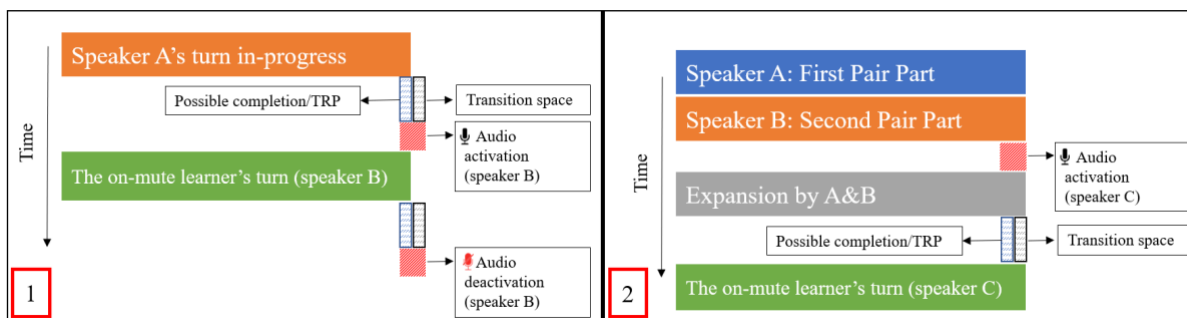 Speaker A's turn in-progress
Possible completion/TRP
Transition space
Time
Audio
activation
(speaker B)
The on-mute learner's turn (speaker B)
Audio
deactivation
(speaker B)
1
Speaker A: First Pair Part
Speaker B: Second Pair Part
Time
Audio
activation
(speaker C)
Expansion by A&B
Possible completion/TRP
Transition space
The on-mute learner's turn (speaker C)
2